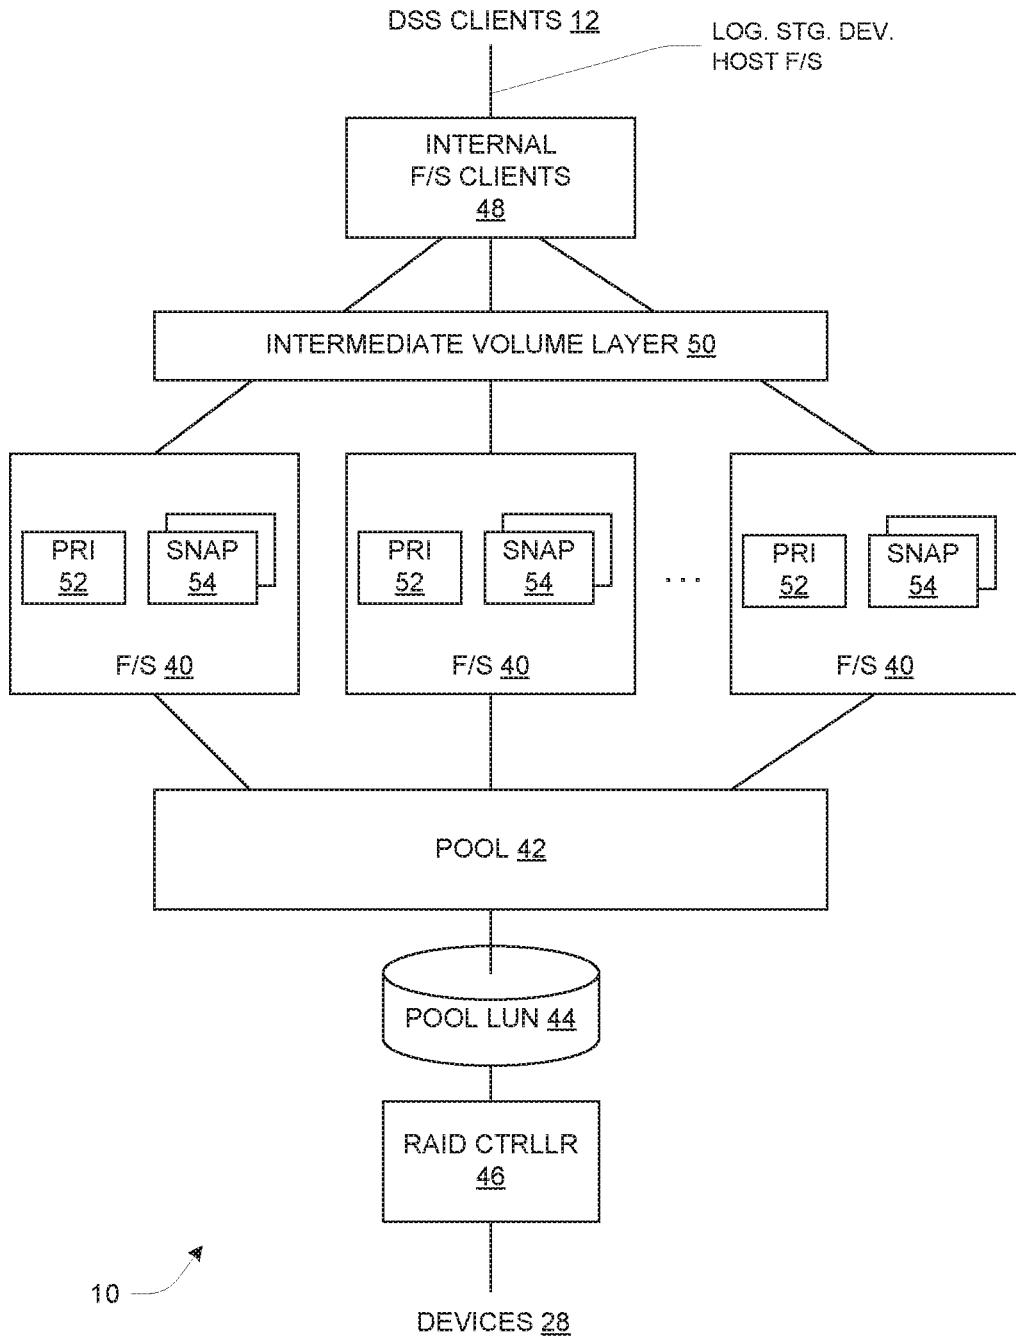 DSS CLIENTS 12
LOG. STG. DEV.
HOST F/S
INTERNAL
F/S CLIENTS
48
INTERMEDIATE VOLUME LAYER 50
PRI
52
SNAP
54
F/S 40
PRI
52
SNAP
54
F/S 40
. . .
PRI
52
SNAP
54
F/S 40
POOL 42
POOL LUN 44
RAID CTRLLR
46
10
DEVICES 28